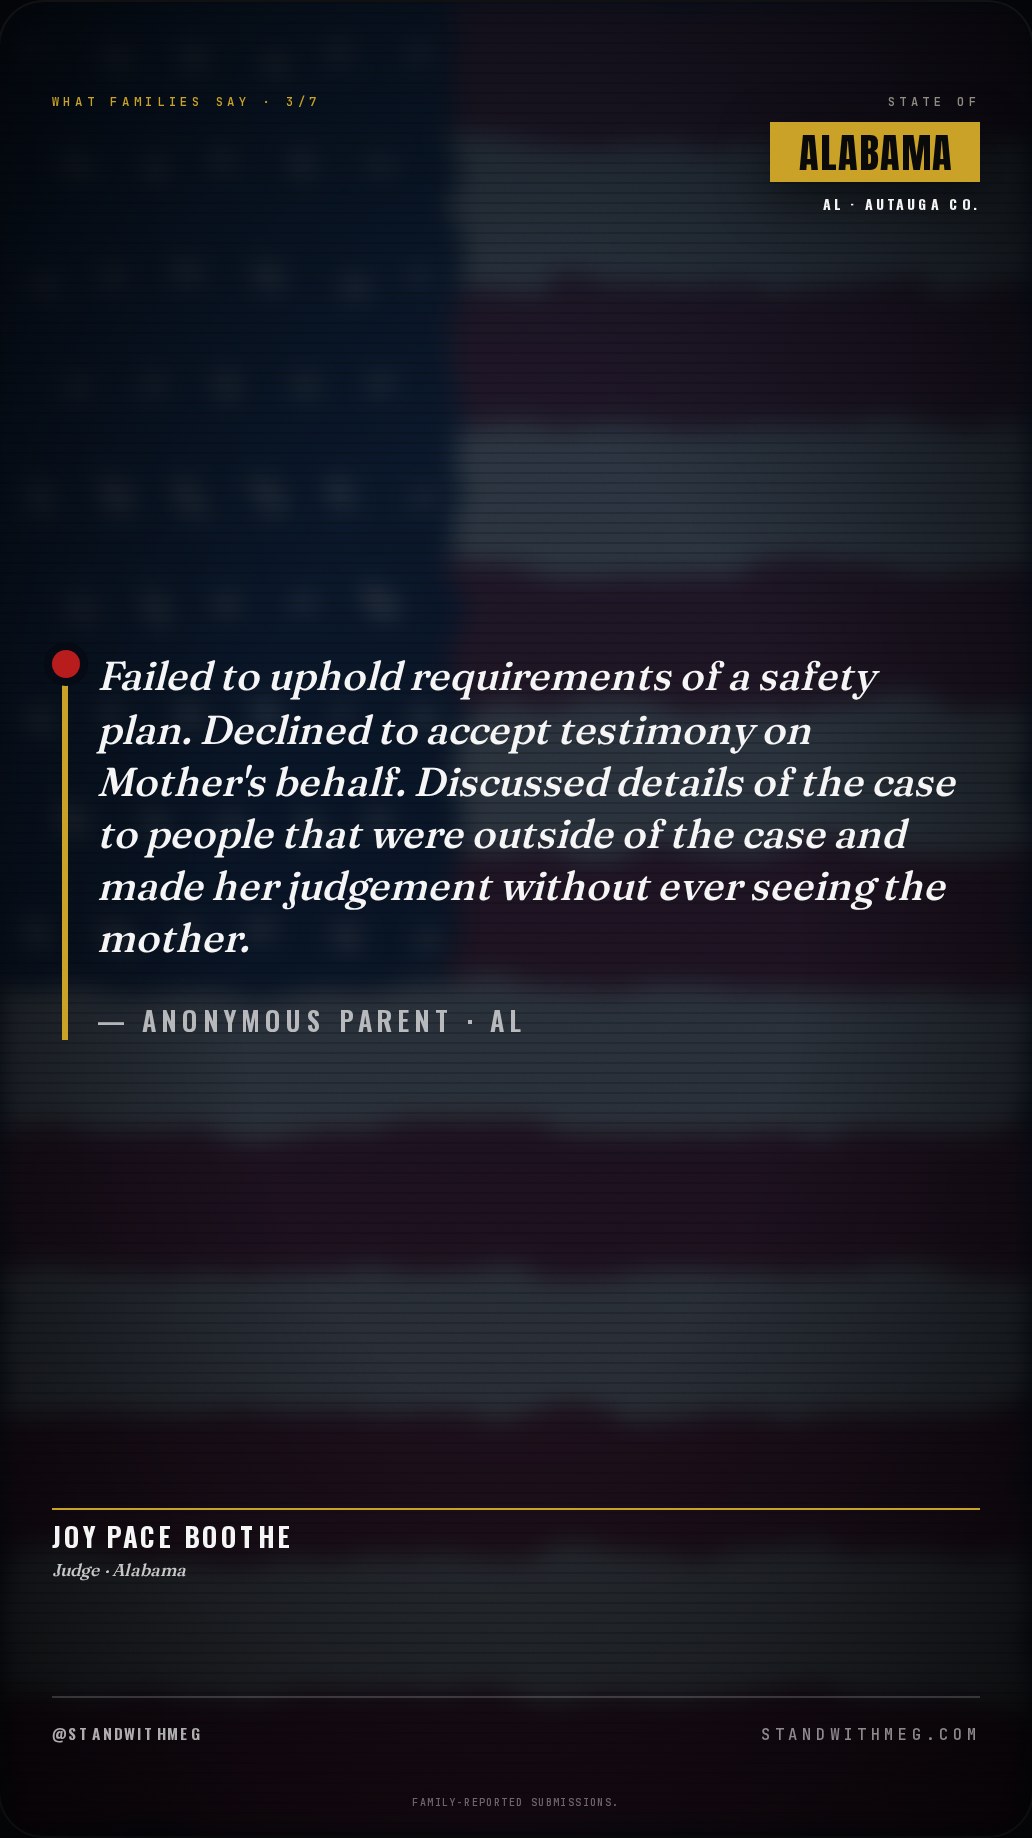 WHAT FAMILIES SAY · 3/7
STATE OF
ALABAMA
AL · AUTAUGA CO.
Failed to uphold requirements of a safety
plan. Declined to accept testimony on
Mother's behalf. Discussed details of the case
to people that were outside of the case and
made her judgement without ever seeing the
mother.
— ANONYMOUS PARENT · AL
JOY PACE BOOTHE
Judge · Alabama
@STANDWITHMEG
STANDWITHMEG.COM
FAMILY-REPORTED SUBMISSIONS.